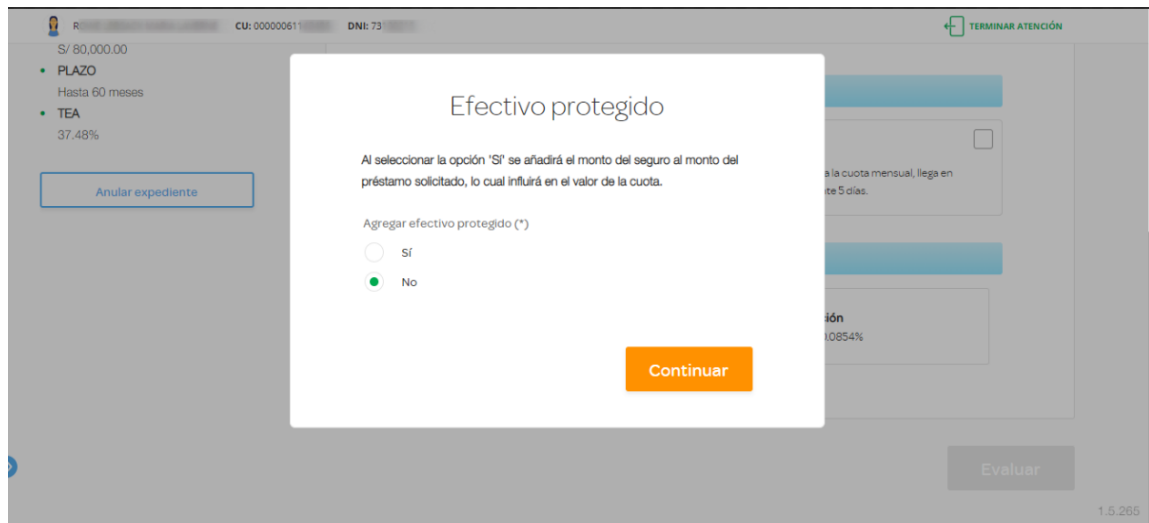 R
CU: 00000061
DNI: 73
TERMINAR ATENCIÓN
S/ 80,000.00
PLAZO
Hasta 60 meses
TEA
37.48%
Anular expediente
Efectivo protegido
Al seleccionar la opción 'Sí' se añadirá el monto del seguro al monto del
préstamo solicitado, lo cual influirá en el valor de la cuota.
Agregar efectivo protegido (*)
Sí
No
Continuar
a la cuota mensual, llega en
te 5 días.
ión
0.0854%
Evaluar
1.5.265